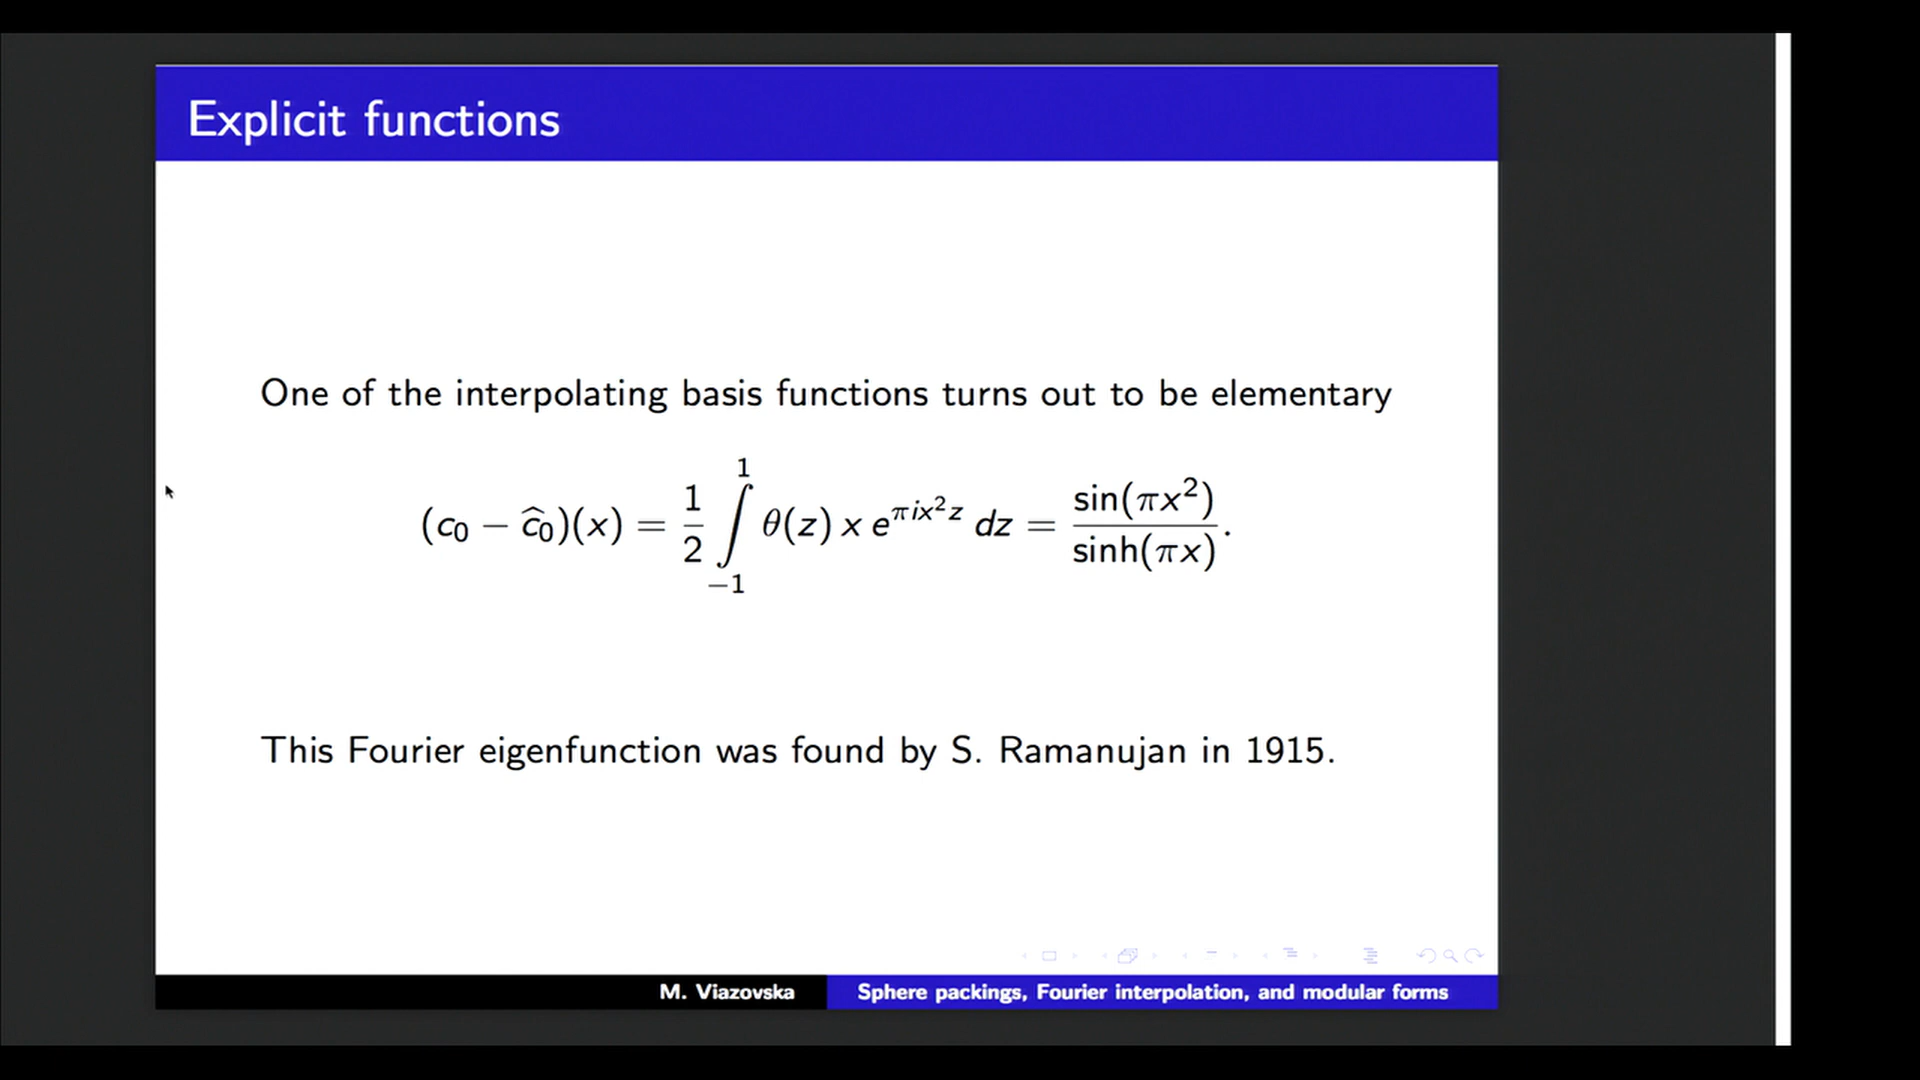 Explicit functions
One of the interpolating basis functions turns out to be elementary
(c₀ − ĉ₀)(x) = 1/2 ∫₋₁¹ θ(z) x e^{πix²z} dz = sin(πx²)/sinh(πx).
This Fourier eigenfunction was found by S. Ramanujan in 1915.
M. Viazovska
Sphere packings, Fourier interpolation, and modular forms